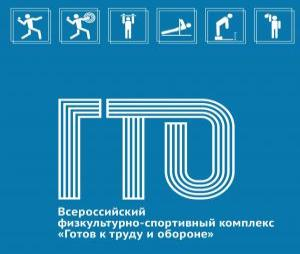 ГТО
Всероссийский
физкультурно-спортивный комплекс
«Готов к труду и обороне»